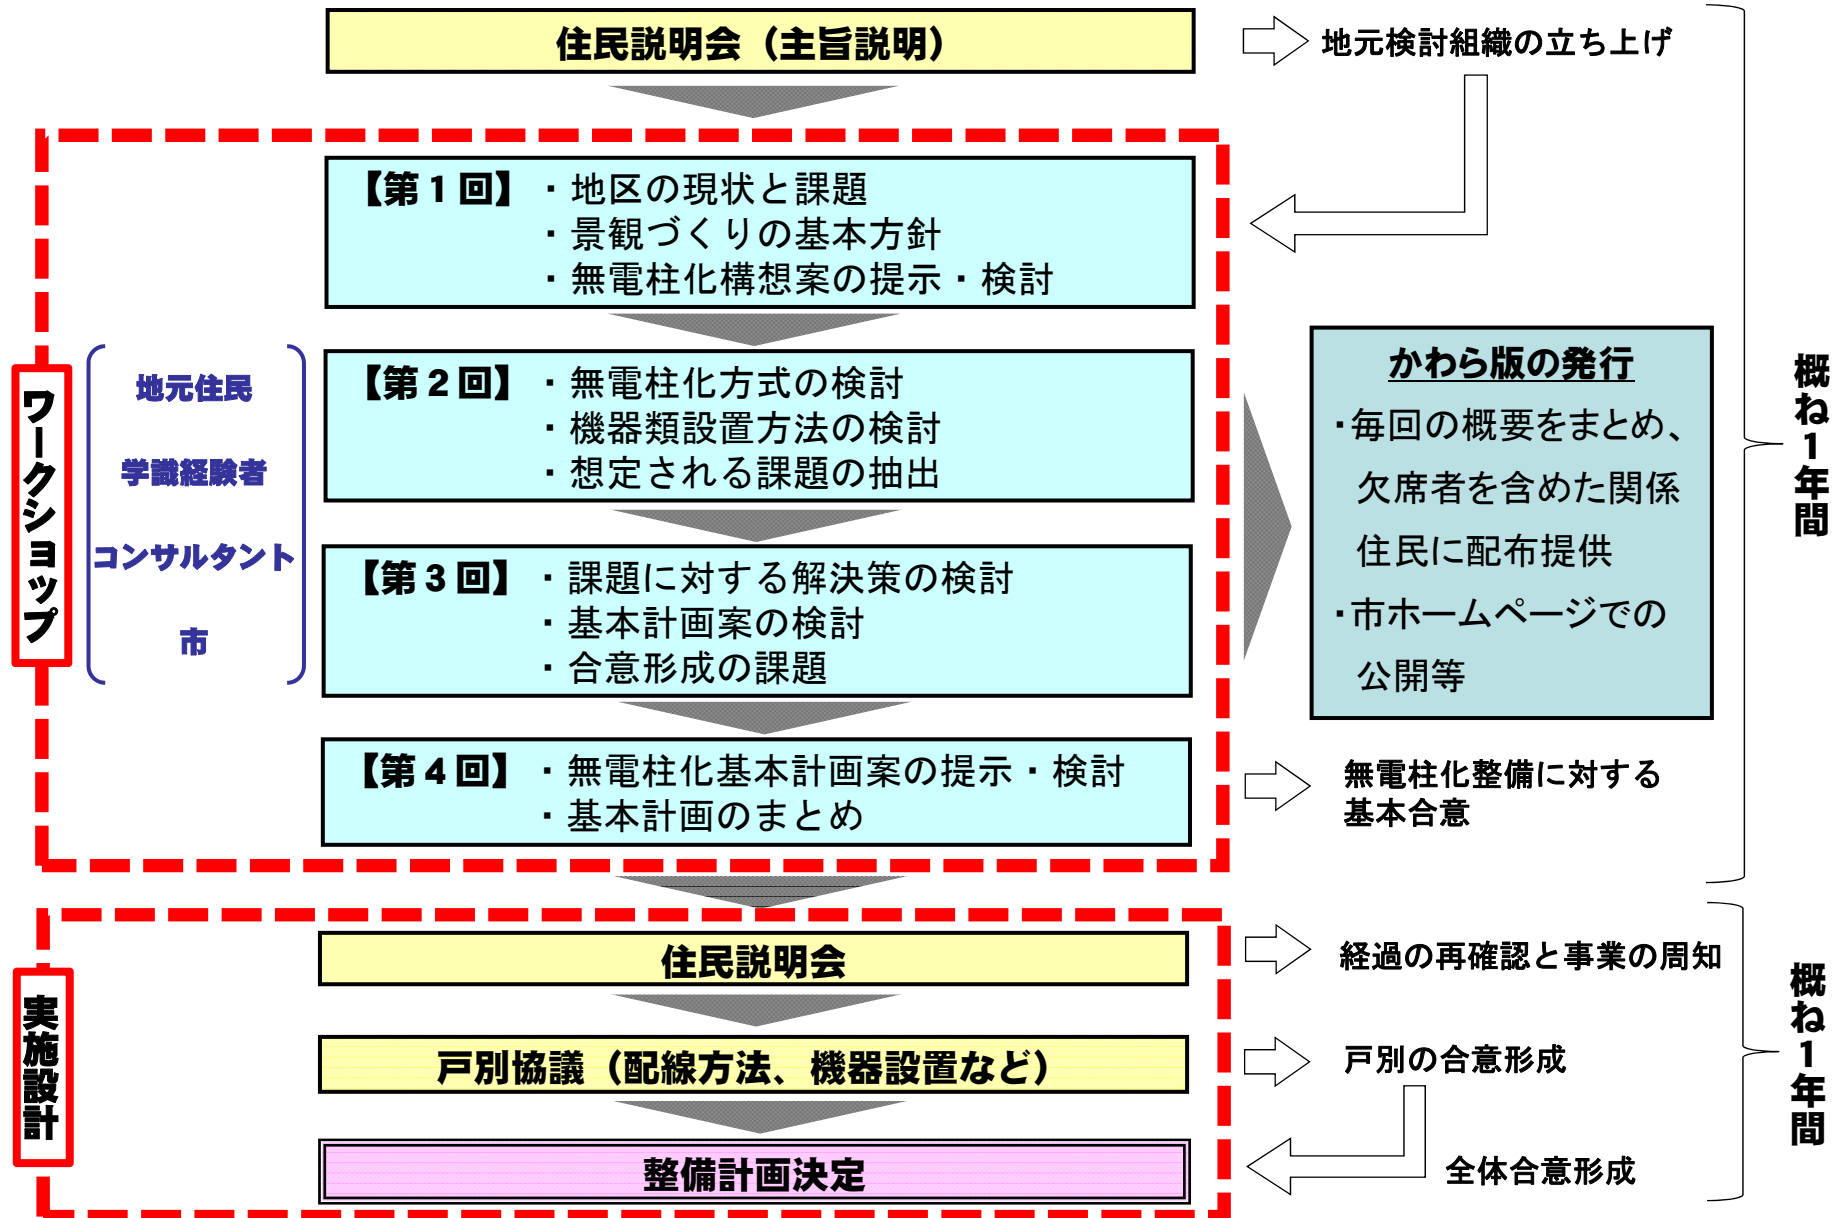 住民説明会（主旨説明）
地元検討組織の立ち上げ
【第１回】・地区の現状と課題
・景観づくりの基本方針
・無電柱化構想案の提示・検討
ワークショップ
地元住民
学識経験者
コンサルタント
市
【第２回】・無電柱化方式の検討
・機器類設置方法の検討
・想定される課題の抽出
【第３回】・課題に対する解決策の検討
・基本計画案の検討
・合意形成の課題
【第４回】・無電柱化基本計画案の提示・検討
・基本計画のまとめ
かわら版の発行
・毎回の概要をまとめ、
欠席者を含めた関係
住民に配布提供
・市ホームページでの
公開等
無電柱化整備に対する
基本合意
概ね１年間
実施設計
住民説明会
経過の再確認と事業の周知
戸別協議（配線方法、機器設置など）
戸別の合意形成
整備計画決定
全体合意形成
概ね１年間